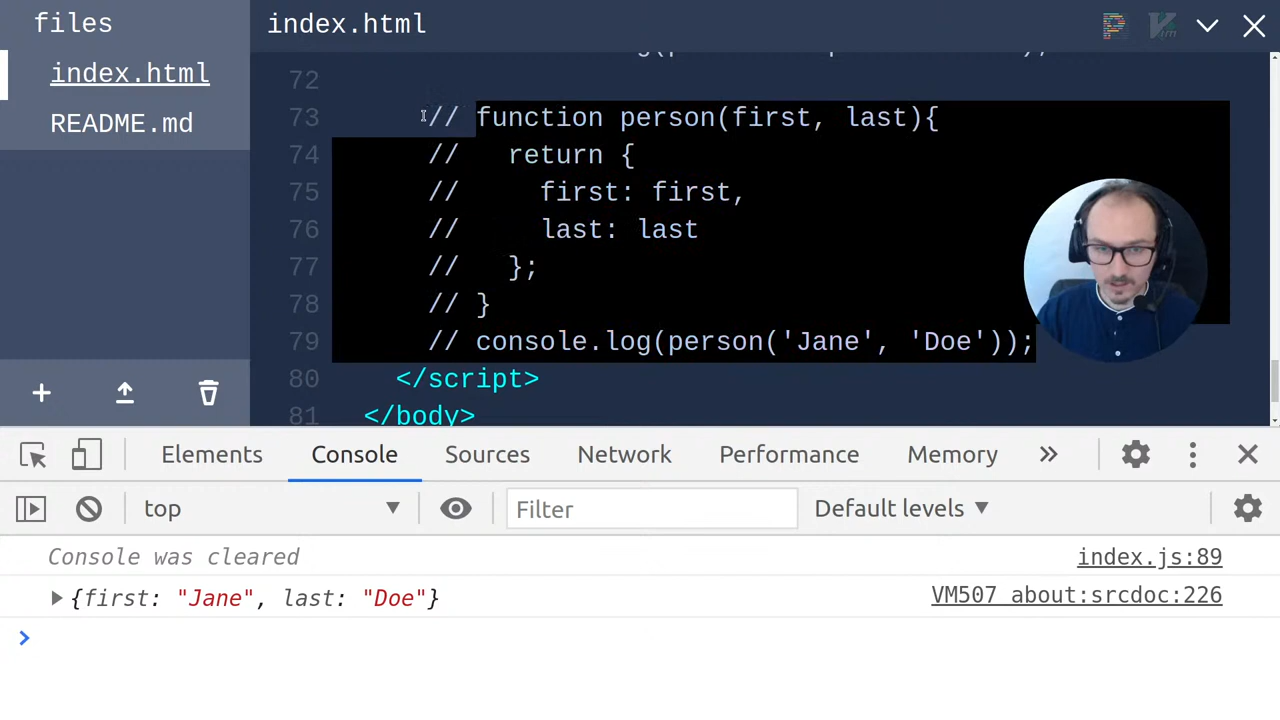 files
index.html
index.html
README.md
72
73 // function person(first, last){
74 //   return {
75 //     first: first,
76 //     last: last
77 //   };
78 // }
79 // console.log(person('Jane', 'Doe'));
80 </script>
81 </body>
Elements Console Sources Network Performance Memory »
top ▼ Filter Default levels ▼
Console was cleared index.js:89
▶ {first: "Jane", last: "Doe"} VM507 about:srcdoc:226
>